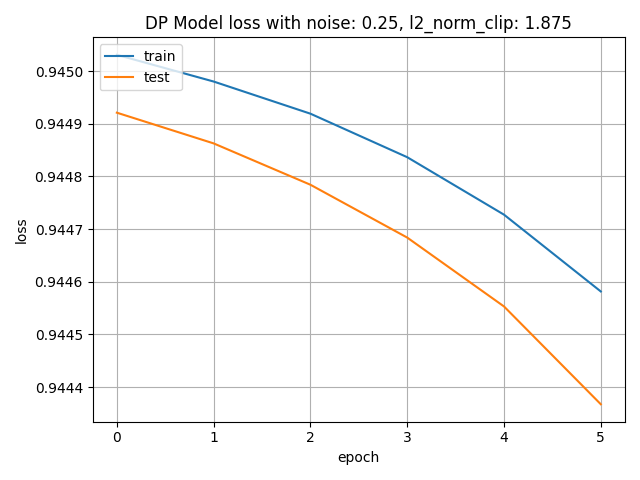 DP Model loss with noise: 0.25, l2_norm_clip: 1.875
train
test
0.9450
0.9449
0.9448
0.9447
0.9446
0.9445
0.9444
loss
0 1 2 3 4 5
epoch